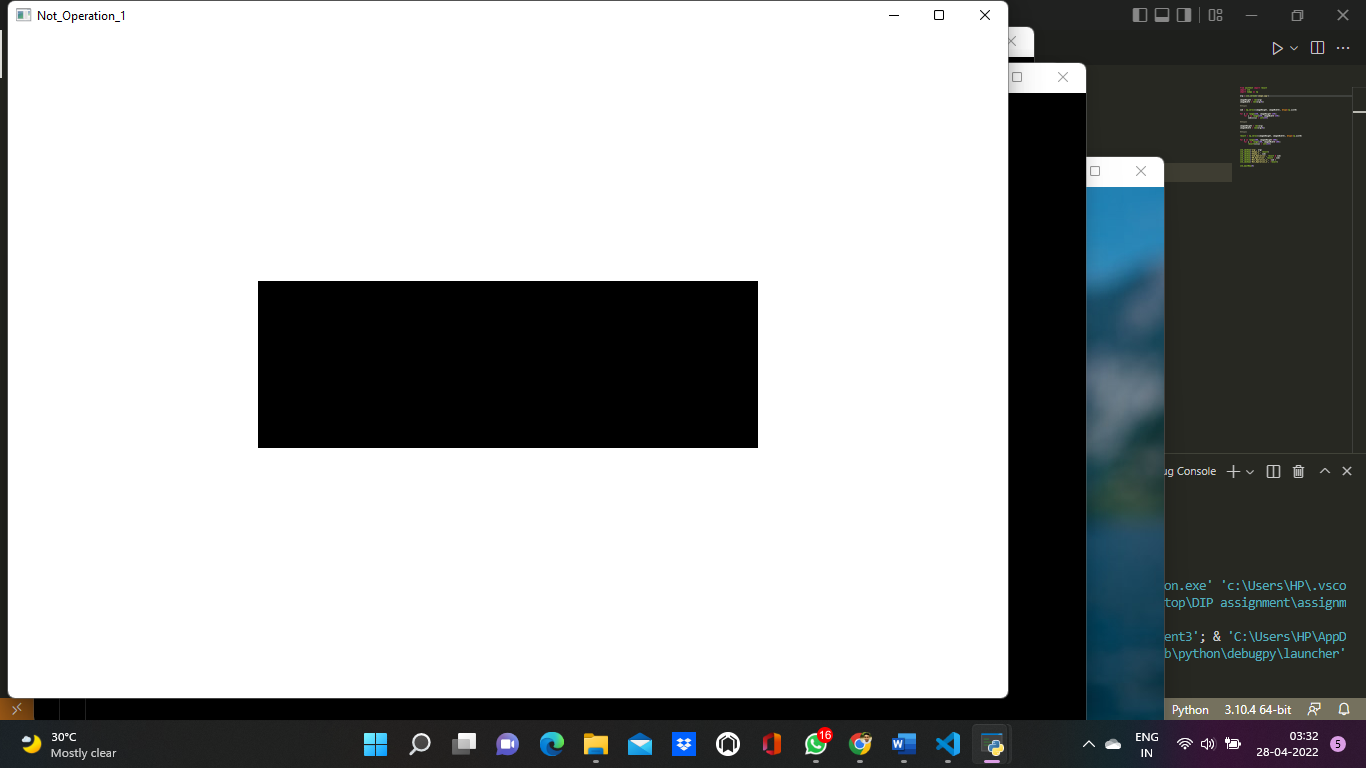 Not_Operation_1
ug Console
on.exe' 'c:\Users\HP\.vsco
top\DIP assignment\assignm
ent3'; & 'C:\Users\HP\AppD
b\python\debugpy\launcher'
Python 3.10.4 64-bit
30°C
Mostly clear
16
ENG
IN
03:32
28-04-2022
5